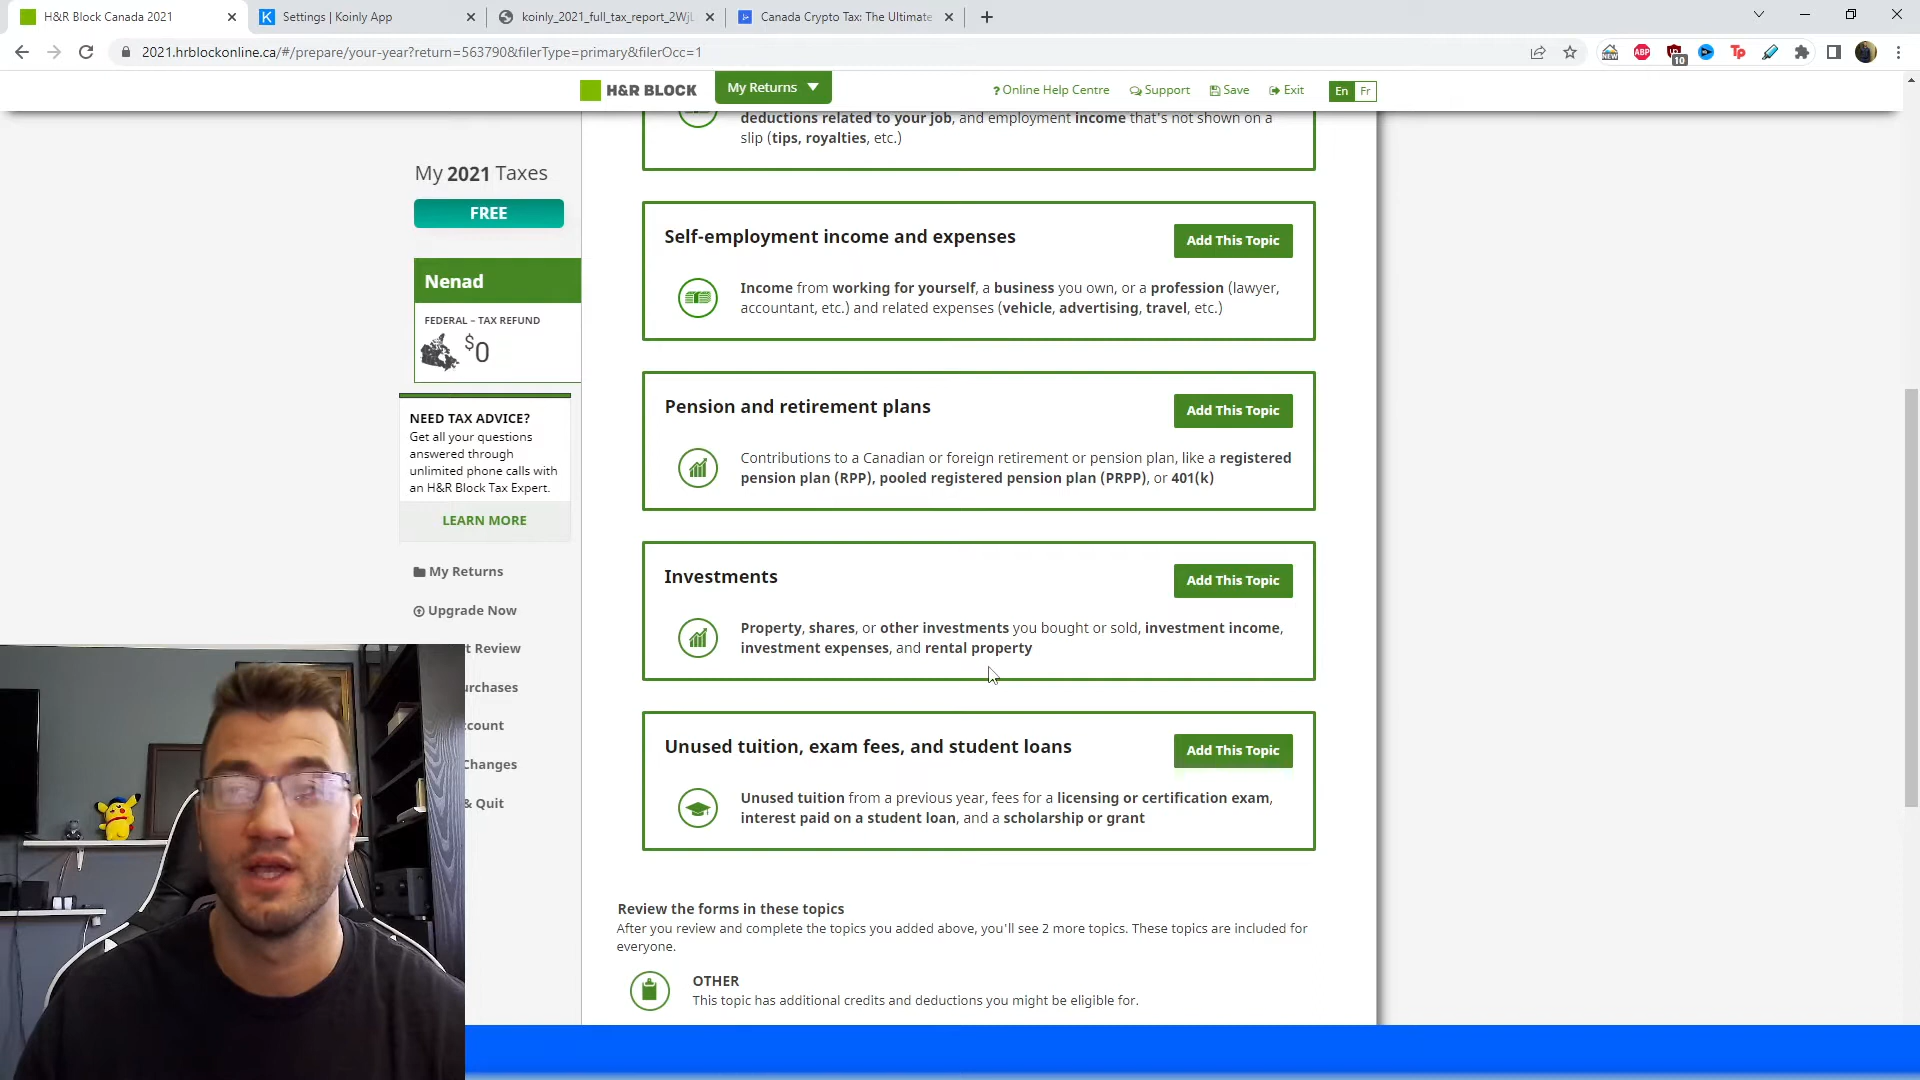 H&R Block Canada 2021
Settings | Koinly App
koinly_2021_full_tax_report_2WjL
Canada Crypto Tax: The Ultimate
2021.hrblockonline.ca/#/prepare/your-year?return=563790&filerType=primary&filerOcc=1
ABP
10
Tp
H&R BLOCK
My Returns
? Online Help Centre
Support
Save
Exit
En
Fr
deductions related to your job, and employment income that's not shown on a
slip (tips, royalties, etc.)
My 2021 Taxes
FREE
Nenad
FEDERAL – TAX REFUND
$0
NEED TAX ADVICE?
Get all your questions
answered through
unlimited phone calls with
an H&R Block Tax Expert.
LEARN MORE
My Returns
Upgrade Now
t Review
urchases
count
Changes
& Quit
Self-employment income and expenses
Add This Topic
Income from working for yourself, a business you own, or a profession (lawyer,
accountant, etc.) and related expenses (vehicle, advertising, travel, etc.)
Pension and retirement plans
Add This Topic
Contributions to a Canadian or foreign retirement or pension plan, like a registered
pension plan (RPP), pooled registered pension plan (PRPP), or 401(k)
Investments
Add This Topic
Property, shares, or other investments you bought or sold, investment income,
investment expenses, and rental property
Unused tuition, exam fees, and student loans
Add This Topic
Unused tuition from a previous year, fees for a licensing or certification exam,
interest paid on a student loan, and a scholarship or grant
Review the forms in these topics
After you review and complete the topics you added above, you'll see 2 more topics. These topics are included for
everyone.
OTHER
This topic has additional credits and deductions you might be eligible for.